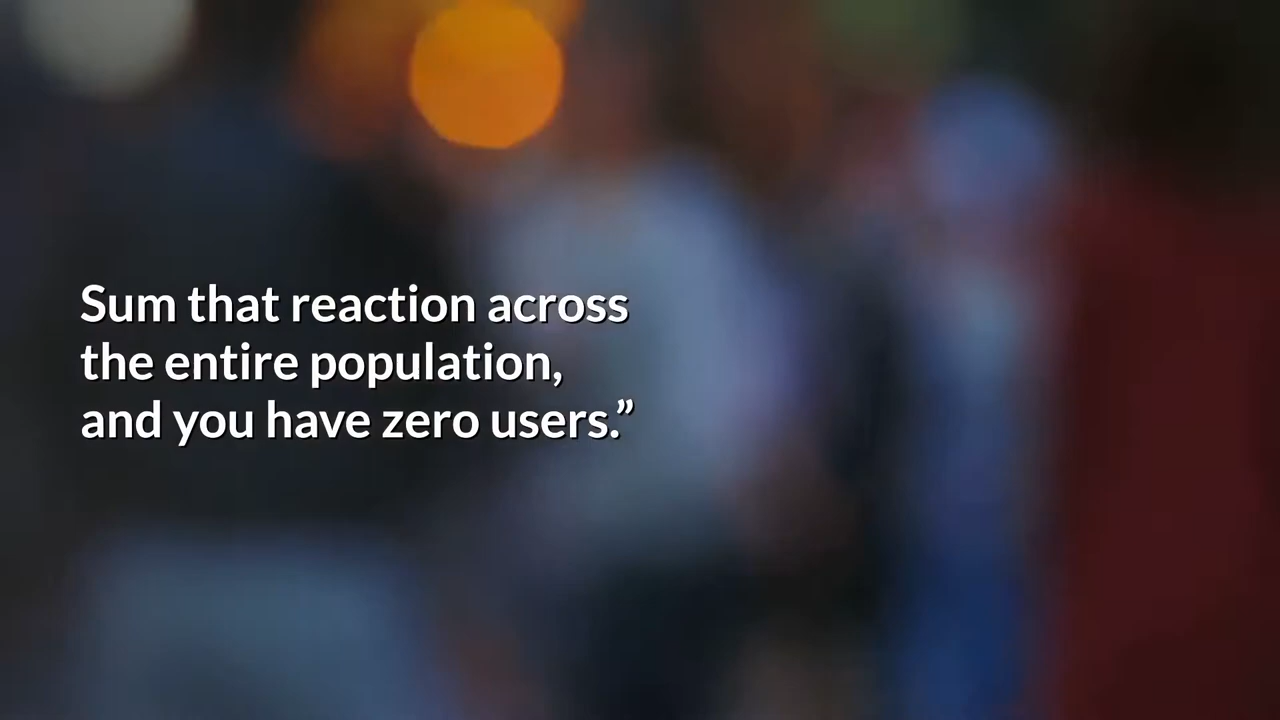 Sum that reaction across
the entire population,
and you have zero users.”